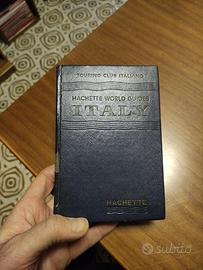 TOURING CLUB ITALIANO
HACHETTE WORLD GUIDES
ITALY
HACHETTE
subito